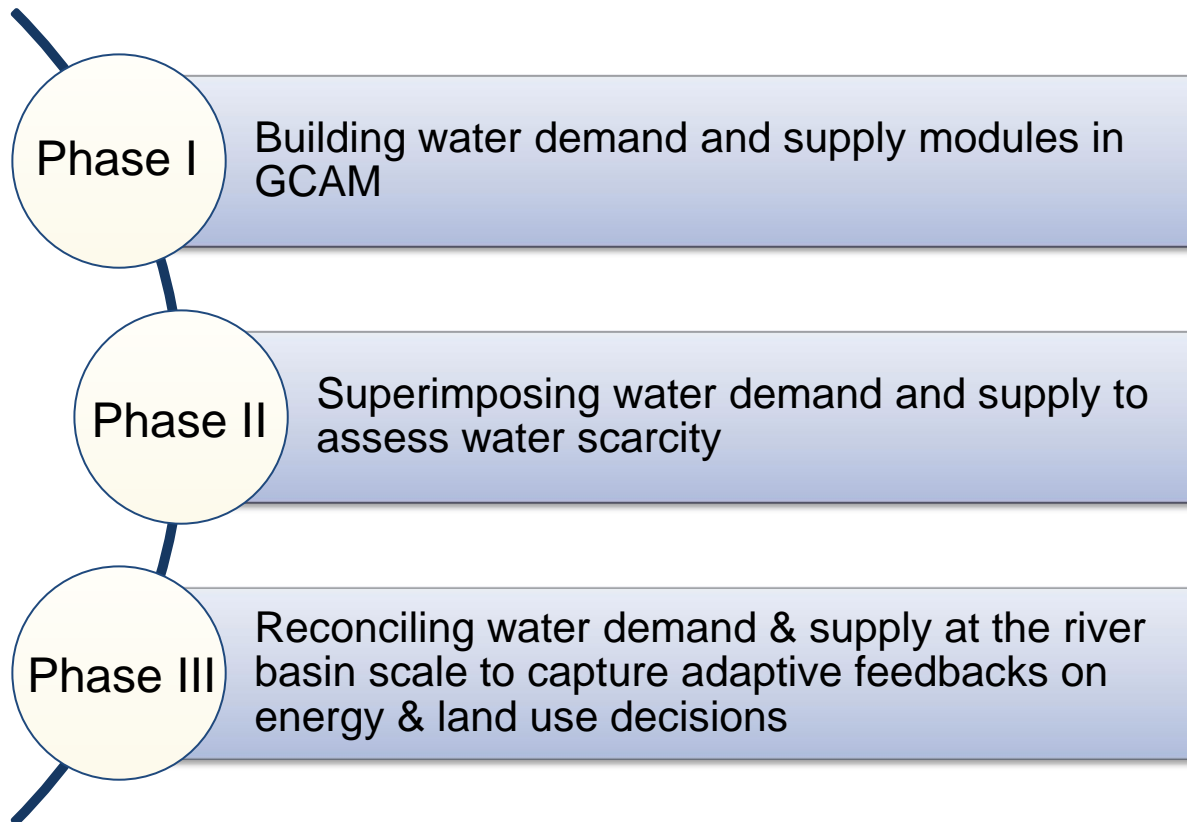 Phase I
Building water demand and supply modules in
GCAM
Phase II
Superimposing water demand and supply to
assess water scarcity
Phase III
Reconciling water demand & supply at the river
basin scale to capture adaptive feedbacks on
energy & land use decisions